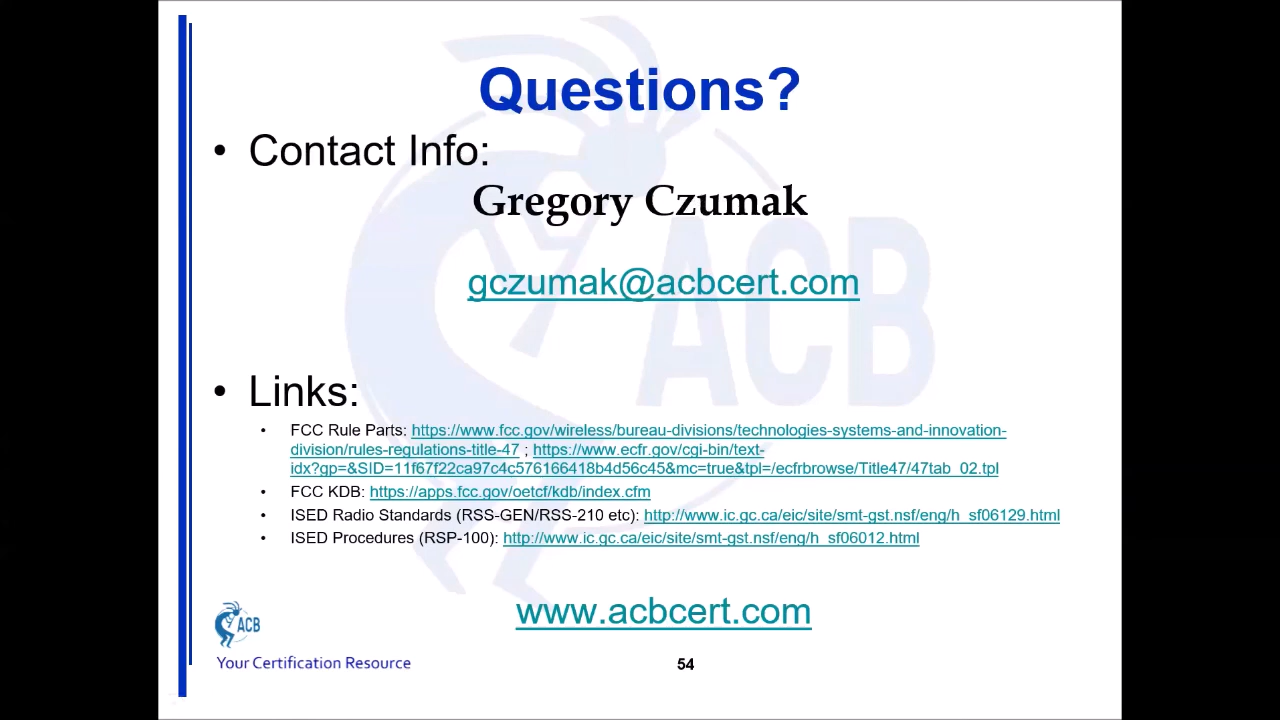 Questions?
• Contact Info:
Gregory Czumak
gczumak@acbcert.com
ACB
• Links:
• FCC Rule Parts: https://www.fcc.gov/wireless/bureau-divisions/technologies-systems-and-innovation-
division/rules-regulations-title-47 ; https://www.ecfr.gov/cgi-bin/text-
idx?gp=&SID=11f67f22ca97c4c576166418b4d56c45&mc=true&tpl=/ecfrbrowse/Title47/47tab_02.tpl
• FCC KDB: https://apps.fcc.gov/oetcf/kdb/index.cfm
• ISED Radio Standards (RSS-GEN/RSS-210 etc): http://www.ic.gc.ca/eic/site/smt-gst.nsf/eng/h_sf06129.html
• ISED Procedures (RSP-100): http://www.ic.gc.ca/eic/site/smt-gst.nsf/eng/h_sf06012.html
www.acbcert.com
ACB
Your Certification Resource
54